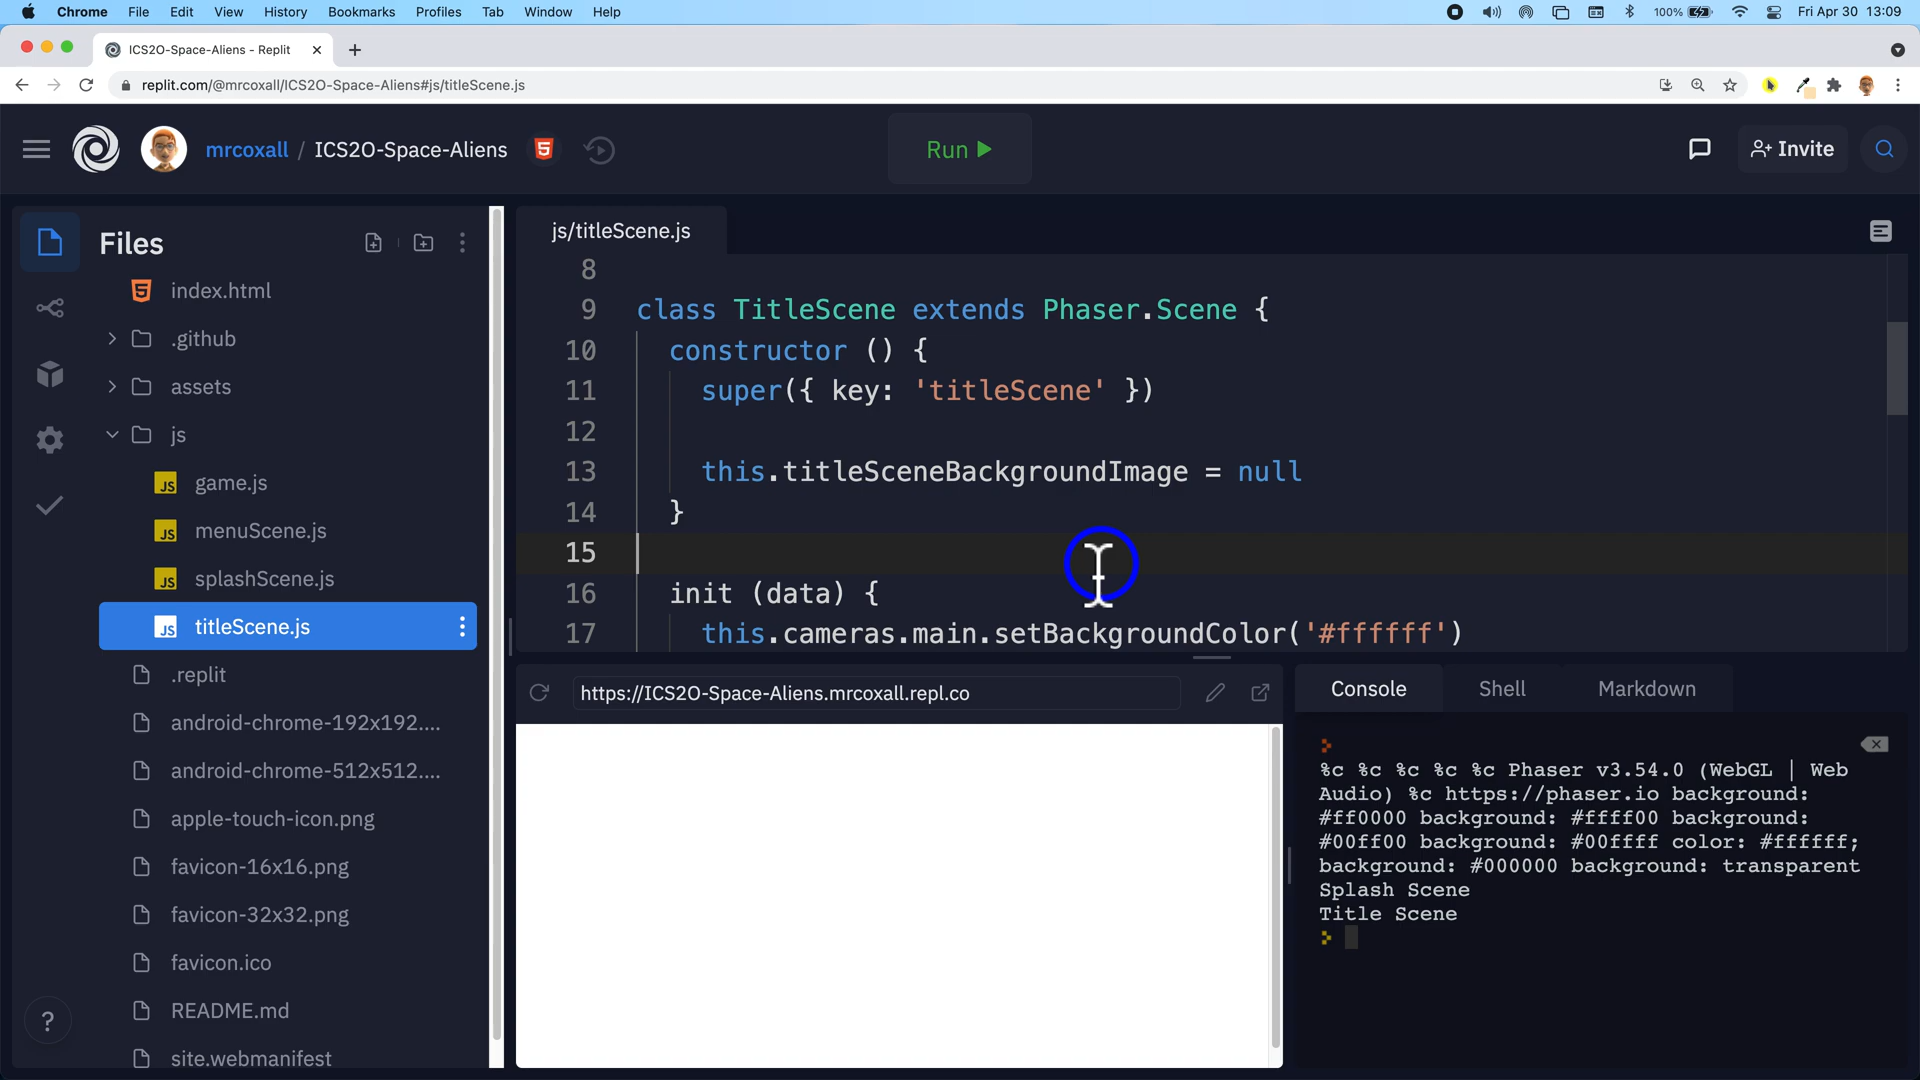 Chrome File Edit View History Bookmarks Profiles Tab Window Help 100% Fri Apr 30 13:09
ICS2O-Space-Aliens - Replit
replit.com/@mrcoxall/ICS2O-Space-Aliens#js/titleScene.js
mrcoxall / ICS2O-Space-Aliens Run Invite
Files
index.html
.github
assets
js
game.js
menuScene.js
splashScene.js
titleScene.js
.replit
android-chrome-192x192....
android-chrome-512x512....
apple-touch-icon.png
favicon-16x16.png
favicon-32x32.png
favicon.ico
README.md
site.webmanifest
?
js/titleScene.js
8
9 class TitleScene extends Phaser.Scene {
10 constructor () {
11 super({ key: 'titleScene' })
12
13 this.titleSceneBackgroundImage = null
14 }
15
16 init (data) {
17 this.cameras.main.setBackgroundColor('#ffffff')
https://ICS2O-Space-Aliens.mrcoxall.repl.co
Console Shell Markdown
>
%c %c %c %c %c Phaser v3.54.0 (WebGL | Web
Audio) %c https://phaser.io background:
#ff0000 background: #ffff00 background:
#00ff00 background: #00ffff color: #ffffff;
background: #000000 background: transparent
Splash Scene
Title Scene
>